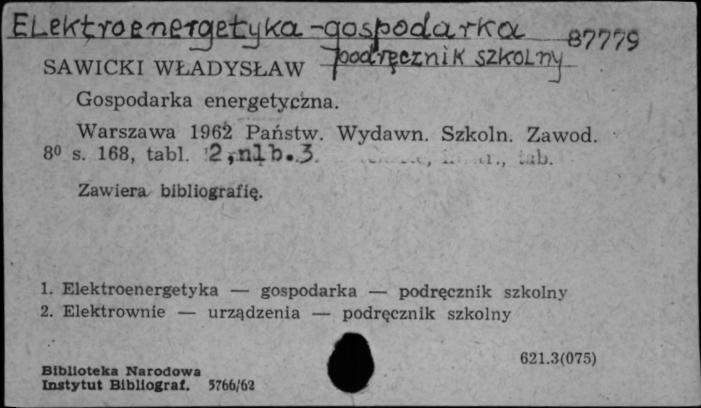 Elektroenergetyka - gospodarka 87779
podręcznik szkolny
SAWICKI WŁADYSŁAW
Gospodarka energetyczna.
Warszawa 1962 Państw. Wydawn. Szkoln. Zawod.
8⁰ s. 168, tabl. 2, nlb. 3 tab.
Zawiera bibliografię.
1. Elektroenergetyka — gospodarka — podręcznik szkolny
2. Elektrownie — urządzenia — podręcznik szkolny
621.3(075)
Biblioteka Narodowa
Instytut Bibliograf. 5766/62